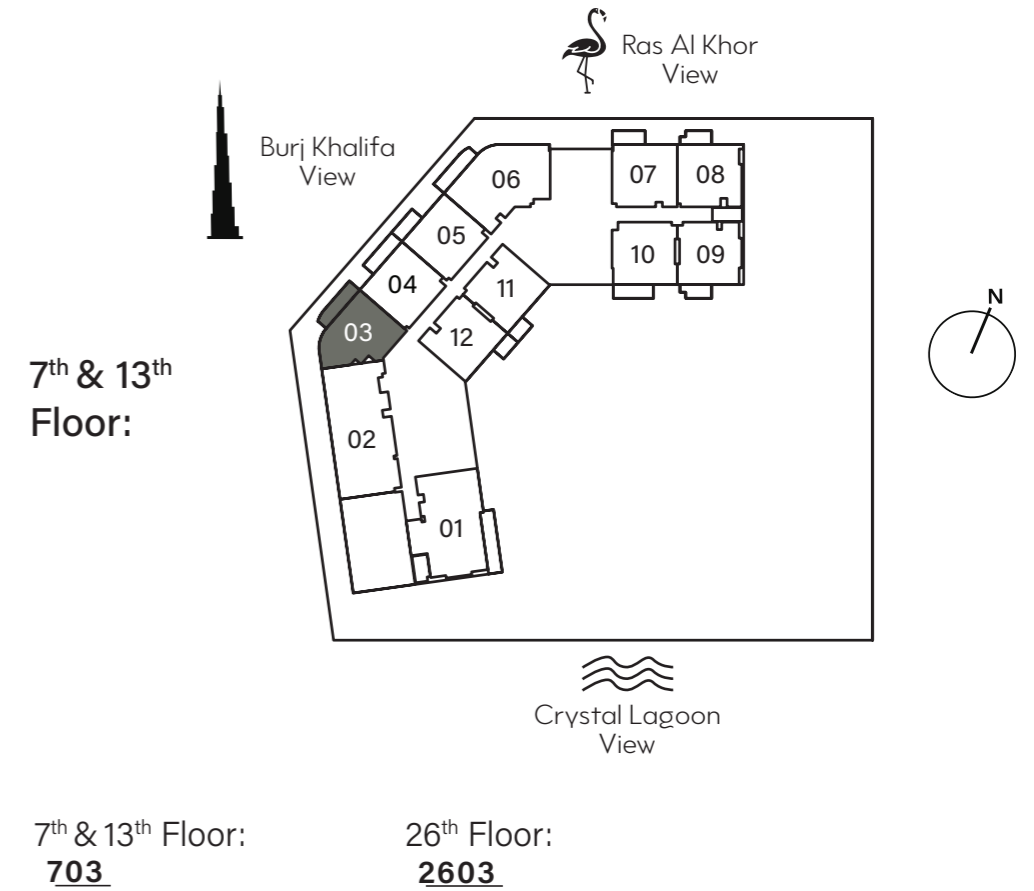 Ras Al Khor
View
Burj Khalifa
View
06
07
08
05
10
09
04
11
N
03
12
7th & 13th
Floor:
02
01
Crystal Lagoon
View
7th & 13th Floor:
703
26th Floor:
2603